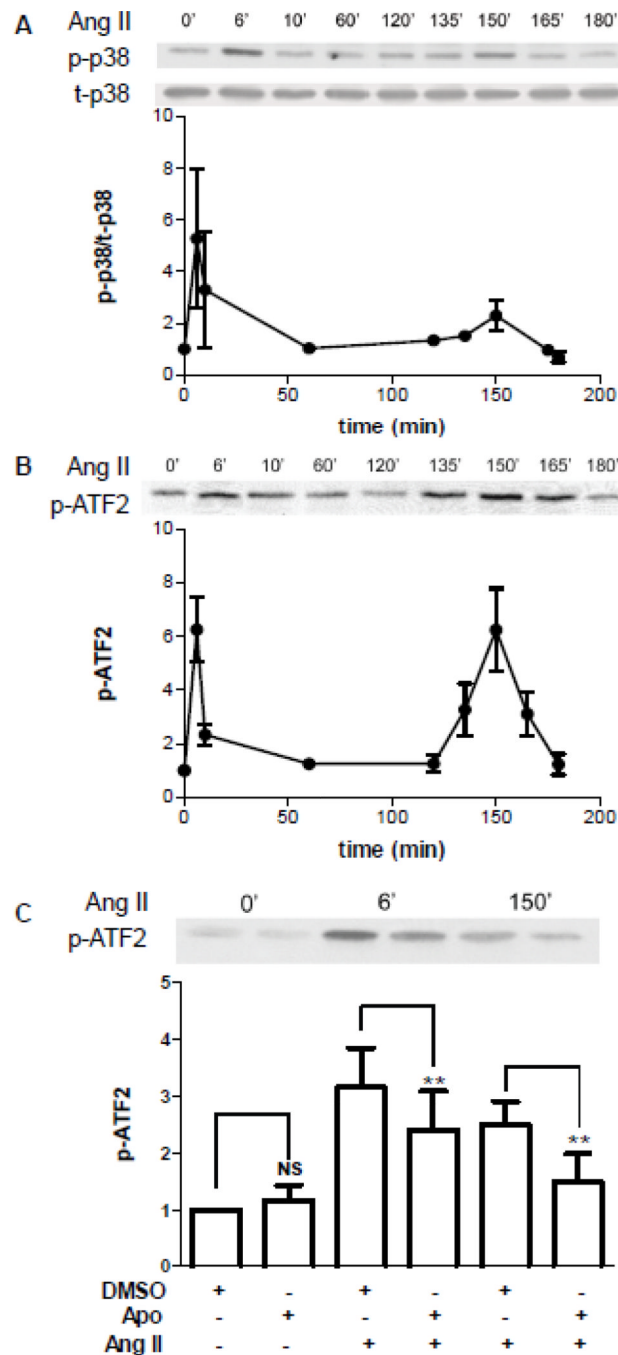 A
Ang II 0' 6' 10' 60' 120' 135' 150' 165' 180'
p-p38
t-p38
10
8
6
4
2
0
p-p38/t-p38
0 50 100 150 200
time (min)
B
Ang II 0' 6' 10' 60' 120' 135' 150' 165' 180'
p-ATF2
10
8
6
4
2
0
p-ATF2
0 50 100 150 200
time (min)
C
Ang II 0' 6' 150'
p-ATF2
5
4
3
2
1
0
p-ATF2
NS ** **
DMSO + - + - + -
Apo - + - + - +
Ang II - - + + + +